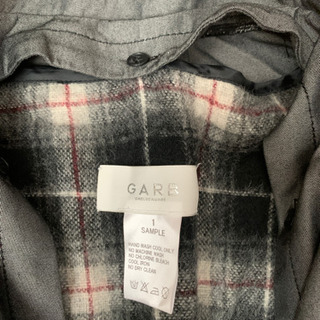 GARB
1
SAMPLE
HAND WASH COOL ONLY
NO MACHINE WASH
NO CHLORINE BLEACH
COOL IRON
NO DRY CLEAN